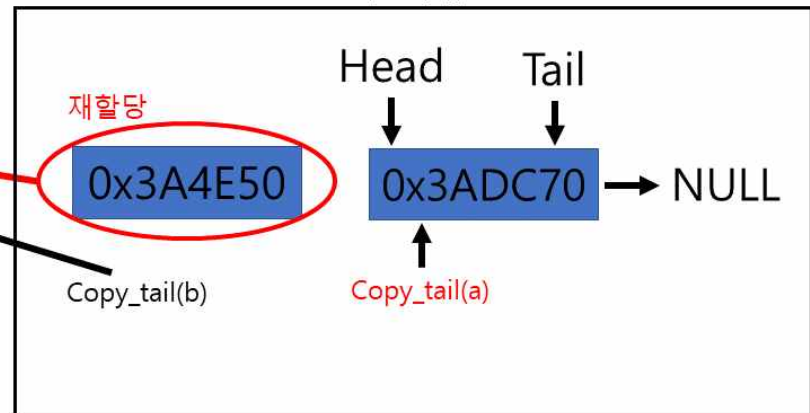 Head
Tail
재할당
0x3A4E50
0x3ADC70
NULL
Copy_tail(b)
Copy_tail(a)